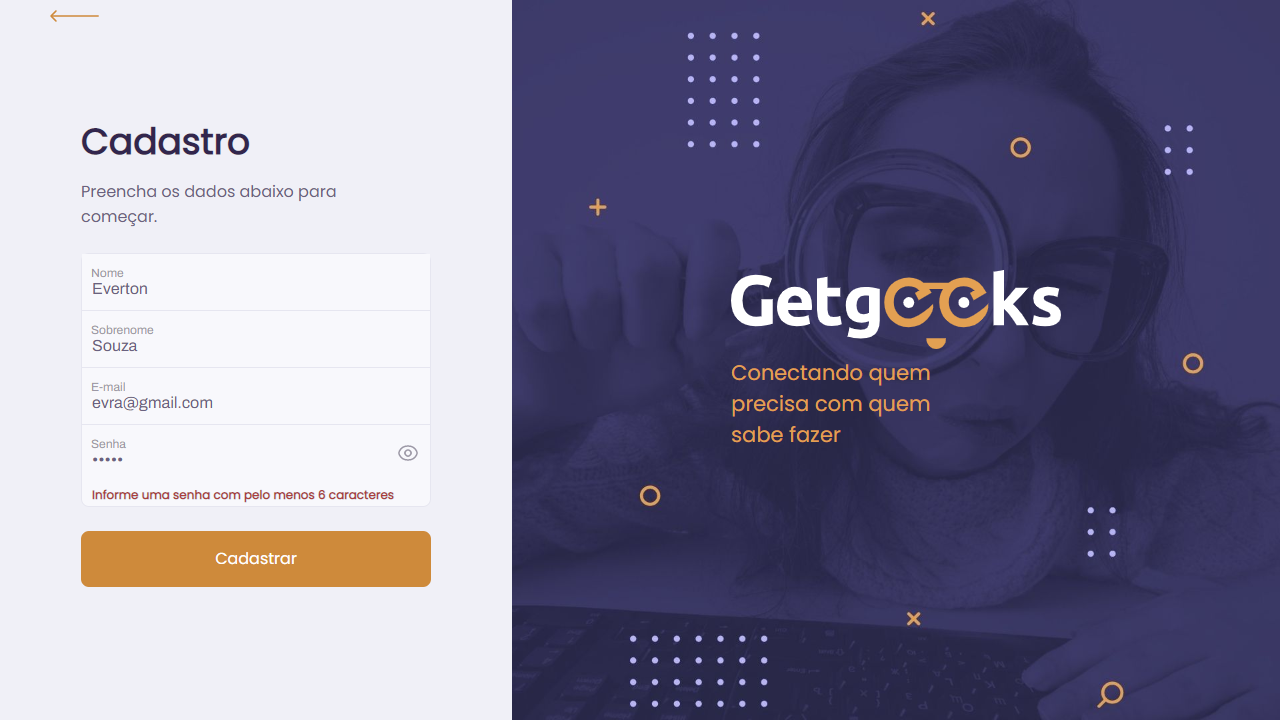 Cadastro
Preencha os dados abaixo para
começar.
Nome
Everton
Sobrenome
Souza
E-mail
evra@gmail.com
Senha
•••••
Informe uma senha com pelo menos 6 caracteres
Cadastrar
Getgeeks
Conectando quem
precisa com quem
sabe fazer